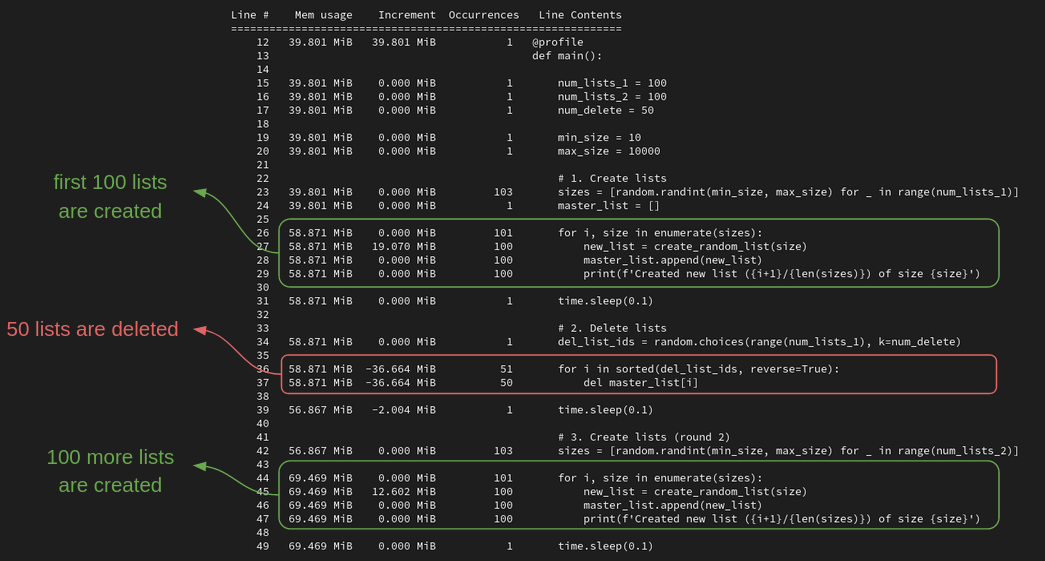 Line #    Mem usage    Increment  Occurrences   Line Contents
=============================================================
    12   39.801 MiB   39.801 MiB           1   @profile
    13                                         def main():
    14
    15   39.801 MiB    0.000 MiB           1       num_lists_1 = 100
    16   39.801 MiB    0.000 MiB           1       num_lists_2 = 100
    17   39.801 MiB    0.000 MiB           1       num_delete = 50
    18
    19   39.801 MiB    0.000 MiB           1       min_size = 10
    20   39.801 MiB    0.000 MiB           1       max_size = 10000
    21
    22                                             # 1. Create lists
    23   39.801 MiB    0.000 MiB         103       sizes = [random.randint(min_size, max_size) for _ in range(num_lists_1)]
    24   39.801 MiB    0.000 MiB           1       master_list = []
    25
    26   58.871 MiB    0.000 MiB         101       for i, size in enumerate(sizes):
    27   58.871 MiB   19.070 MiB         100           new_list = create_random_list(size)
    28   58.871 MiB    0.000 MiB         100           master_list.append(new_list)
    29   58.871 MiB    0.000 MiB         100           print(f'Created new list ({i+1}/{len(sizes)}) of size {size}')
    30
    31   58.871 MiB    0.000 MiB           1       time.sleep(0.1)
    32
    33                                             # 2. Delete lists
    34   58.871 MiB    0.000 MiB           1       del_list_ids = random.choices(range(num_lists_1), k=num_delete)
    35
    36   58.871 MiB  -36.664 MiB          51       for i in sorted(del_list_ids, reverse=True):
    37   58.871 MiB  -36.664 MiB          50           del master_list[i]
    38
    39   56.867 MiB   -2.004 MiB           1       time.sleep(0.1)
    40
    41                                             # 3. Create lists (round 2)
    42   56.867 MiB    0.000 MiB         103       sizes = [random.randint(min_size, max_size) for _ in range(num_lists_2)]
    43
    44   69.469 MiB    0.000 MiB         101       for i, size in enumerate(sizes):
    45   69.469 MiB   12.602 MiB         100           new_list = create_random_list(size)
    46   69.469 MiB    0.000 MiB         100           master_list.append(new_list)
    47   69.469 MiB    0.000 MiB         100           print(f'Created new list ({i+1}/{len(sizes)}) of size {size}')
    48
    49   69.469 MiB    0.000 MiB           1       time.sleep(0.1)
first 100 lists
are created
50 lists are deleted
100 more lists
are created